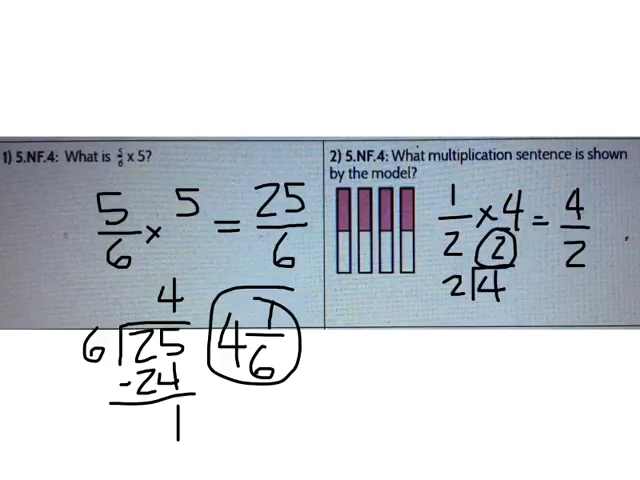 1) 5.NF.4: What is 5/6 x 5?
5/6 x 5 = 25/6
4
6 25
-24
1
4 1/6
2) 5.NF.4: What multiplication sentence is shown
by the model?
1/2 x 4 = 4/2
2
2 4